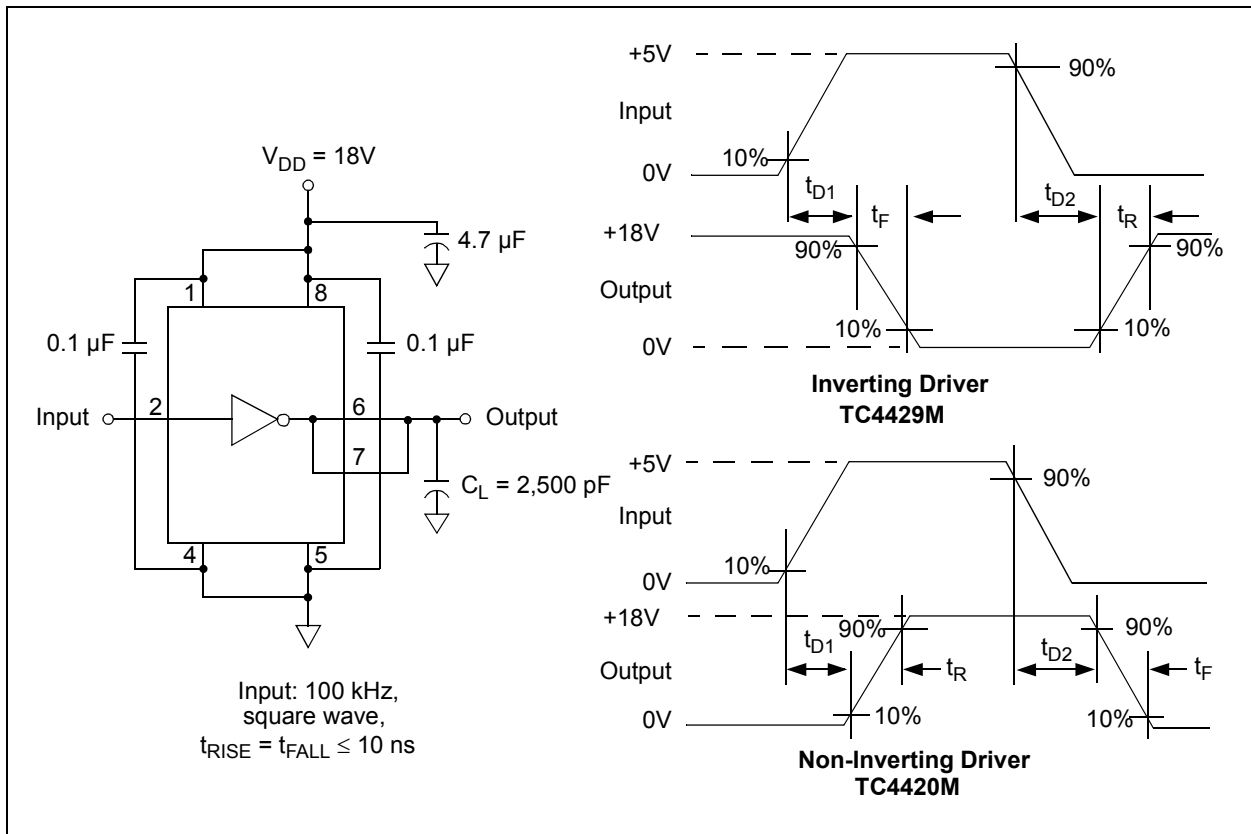 V_DD = 18V
4.7 µF
1
8
0.1 µF
0.1 µF
Input
2
6
Output
7
C_L = 2,500 pF
4
5
Input: 100 kHz,
square wave,
t_RISE = t_FALL ≤ 10 ns
+5V
90%
Input
10%
0V
t_D1
t_F
t_D2
t_R
+18V
90%
90%
Output
10%
10%
0V
Inverting Driver
TC4429M
+5V
90%
Input
10%
0V
+18V
t_D1
90%
t_D2
90%
Output
t_R
t_F
0V
10%
10%
Non-Inverting Driver
TC4420M